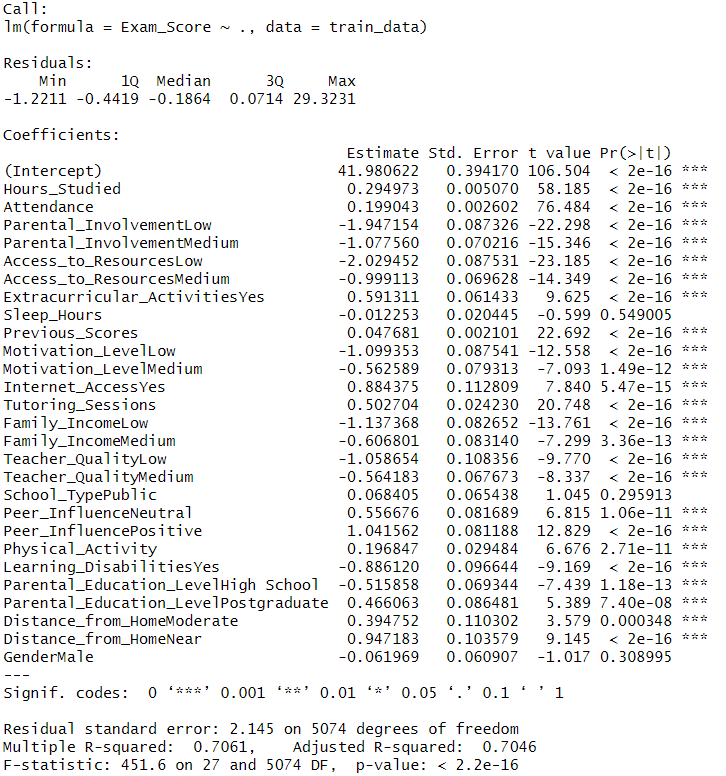 Call:
lm(formula = Exam_Score ~ ., data = train_data)
Residuals:
Min 1Q Median 3Q Max
-1.2211 -0.4419 -0.1864 0.0714 29.3231
Coefficients:
Estimate Std. Error t value Pr(>|t|)
(Intercept) 41.980622 0.394170 106.504 < 2e-16 ***
Hours_Studied 0.294973 0.005070 58.185 < 2e-16 ***
Attendance 0.199043 0.002602 76.484 < 2e-16 ***
Parental_InvolvementLow -1.947154 0.087326 -22.298 < 2e-16 ***
Parental_InvolvementMedium -1.077560 0.070216 -15.346 < 2e-16 ***
Access_to_ResourcesLow -2.029452 0.087531 -23.185 < 2e-16 ***
Access_to_ResourcesMedium -0.999113 0.069628 -14.349 < 2e-16 ***
Extracurricular_ActivitiesYes 0.591311 0.061433 9.625 < 2e-16 ***
Sleep_Hours -0.012253 0.020445 -0.599 0.549005
Previous_Scores 0.047681 0.002101 22.692 < 2e-16 ***
Motivation_LevelLow -1.099353 0.087541 -12.558 < 2e-16 ***
Motivation_LevelMedium -0.562589 0.079313 -7.093 1.49e-12 ***
Internet_AccessYes 0.884375 0.112809 7.840 5.47e-15 ***
Tutoring_Sessions 0.502704 0.024230 20.748 < 2e-16 ***
Family_IncomeLow -1.137368 0.082652 -13.761 < 2e-16 ***
Family_IncomeMedium -0.606801 0.083140 -7.299 3.36e-13 ***
Teacher_QualityLow -1.058654 0.108356 -9.770 < 2e-16 ***
Teacher_QualityMedium -0.564183 0.067673 -8.337 < 2e-16 ***
School_TypePublic 0.068405 0.065438 1.045 0.295913
Peer_InfluenceNeutral 0.556676 0.081689 6.815 1.06e-11 ***
Peer_InfluencePositive 1.041562 0.081188 12.829 < 2e-16 ***
Physical_Activity 0.196847 0.029484 6.676 2.71e-11 ***
Learning_DisabilitiesYes -0.886120 0.096644 -9.169 < 2e-16 ***
Parental_Education_LevelHigh School -0.515858 0.069344 -7.439 1.18e-13 ***
Parental_Education_LevelPostgraduate 0.466063 0.086481 5.389 7.40e-08 ***
Distance_from_HomeModerate 0.394752 0.110302 3.579 0.000348 ***
Distance_from_HomeNear 0.947183 0.103579 9.145 < 2e-16 ***
GenderMale -0.061969 0.060907 -1.017 0.308995
---
Signif. codes: 0 ‘***’ 0.001 ‘**’ 0.01 ‘*’ 0.05 ‘.’ 0.1 ‘ ’ 1
Residual standard error: 2.145 on 5074 degrees of freedom
Multiple R-squared: 0.7061, Adjusted R-squared: 0.7046
F-statistic: 451.6 on 27 and 5074 DF, p-value: < 2.2e-16